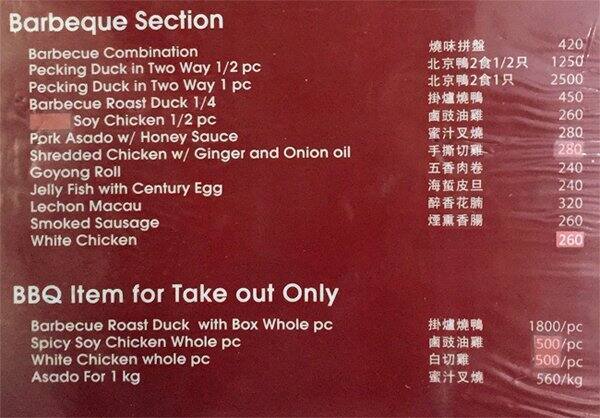 Barbeque Section
Barbecue Combination 燒味拼盤 420
Pecking Duck in Two Way 1/2 pc 北京鴨2食1/2只 1250
Pecking Duck in Two Way 1 pc 北京鴨2食1只 2500
Barbecue Roast Duck 1/4 掛爐燒鴨 450
Soy Chicken 1/2 pc 鹵豉油雞 260
Pork Asado w/ Honey Sauce 蜜汁叉燒 280
Shredded Chicken w/ Ginger and Onion oil 手撕切雞 280
Goyong Roll 五香肉卷 240
Jelly Fish with Century Egg 海蜇皮旦 240
Lechon Macau 醉香花腩 320
Smoked Sausage 煙熏香腸 260
White Chicken 260
BBQ Item for Take out Only
Barbecue Roast Duck with Box Whole pc 掛爐燒鴨 1800/pc
Spicy Soy Chicken Whole pc 鹵豉油雞 500/pc
White Chicken whole pc 白切雞 500/pc
Asado For 1 kg 蜜汁叉燒 560/kg